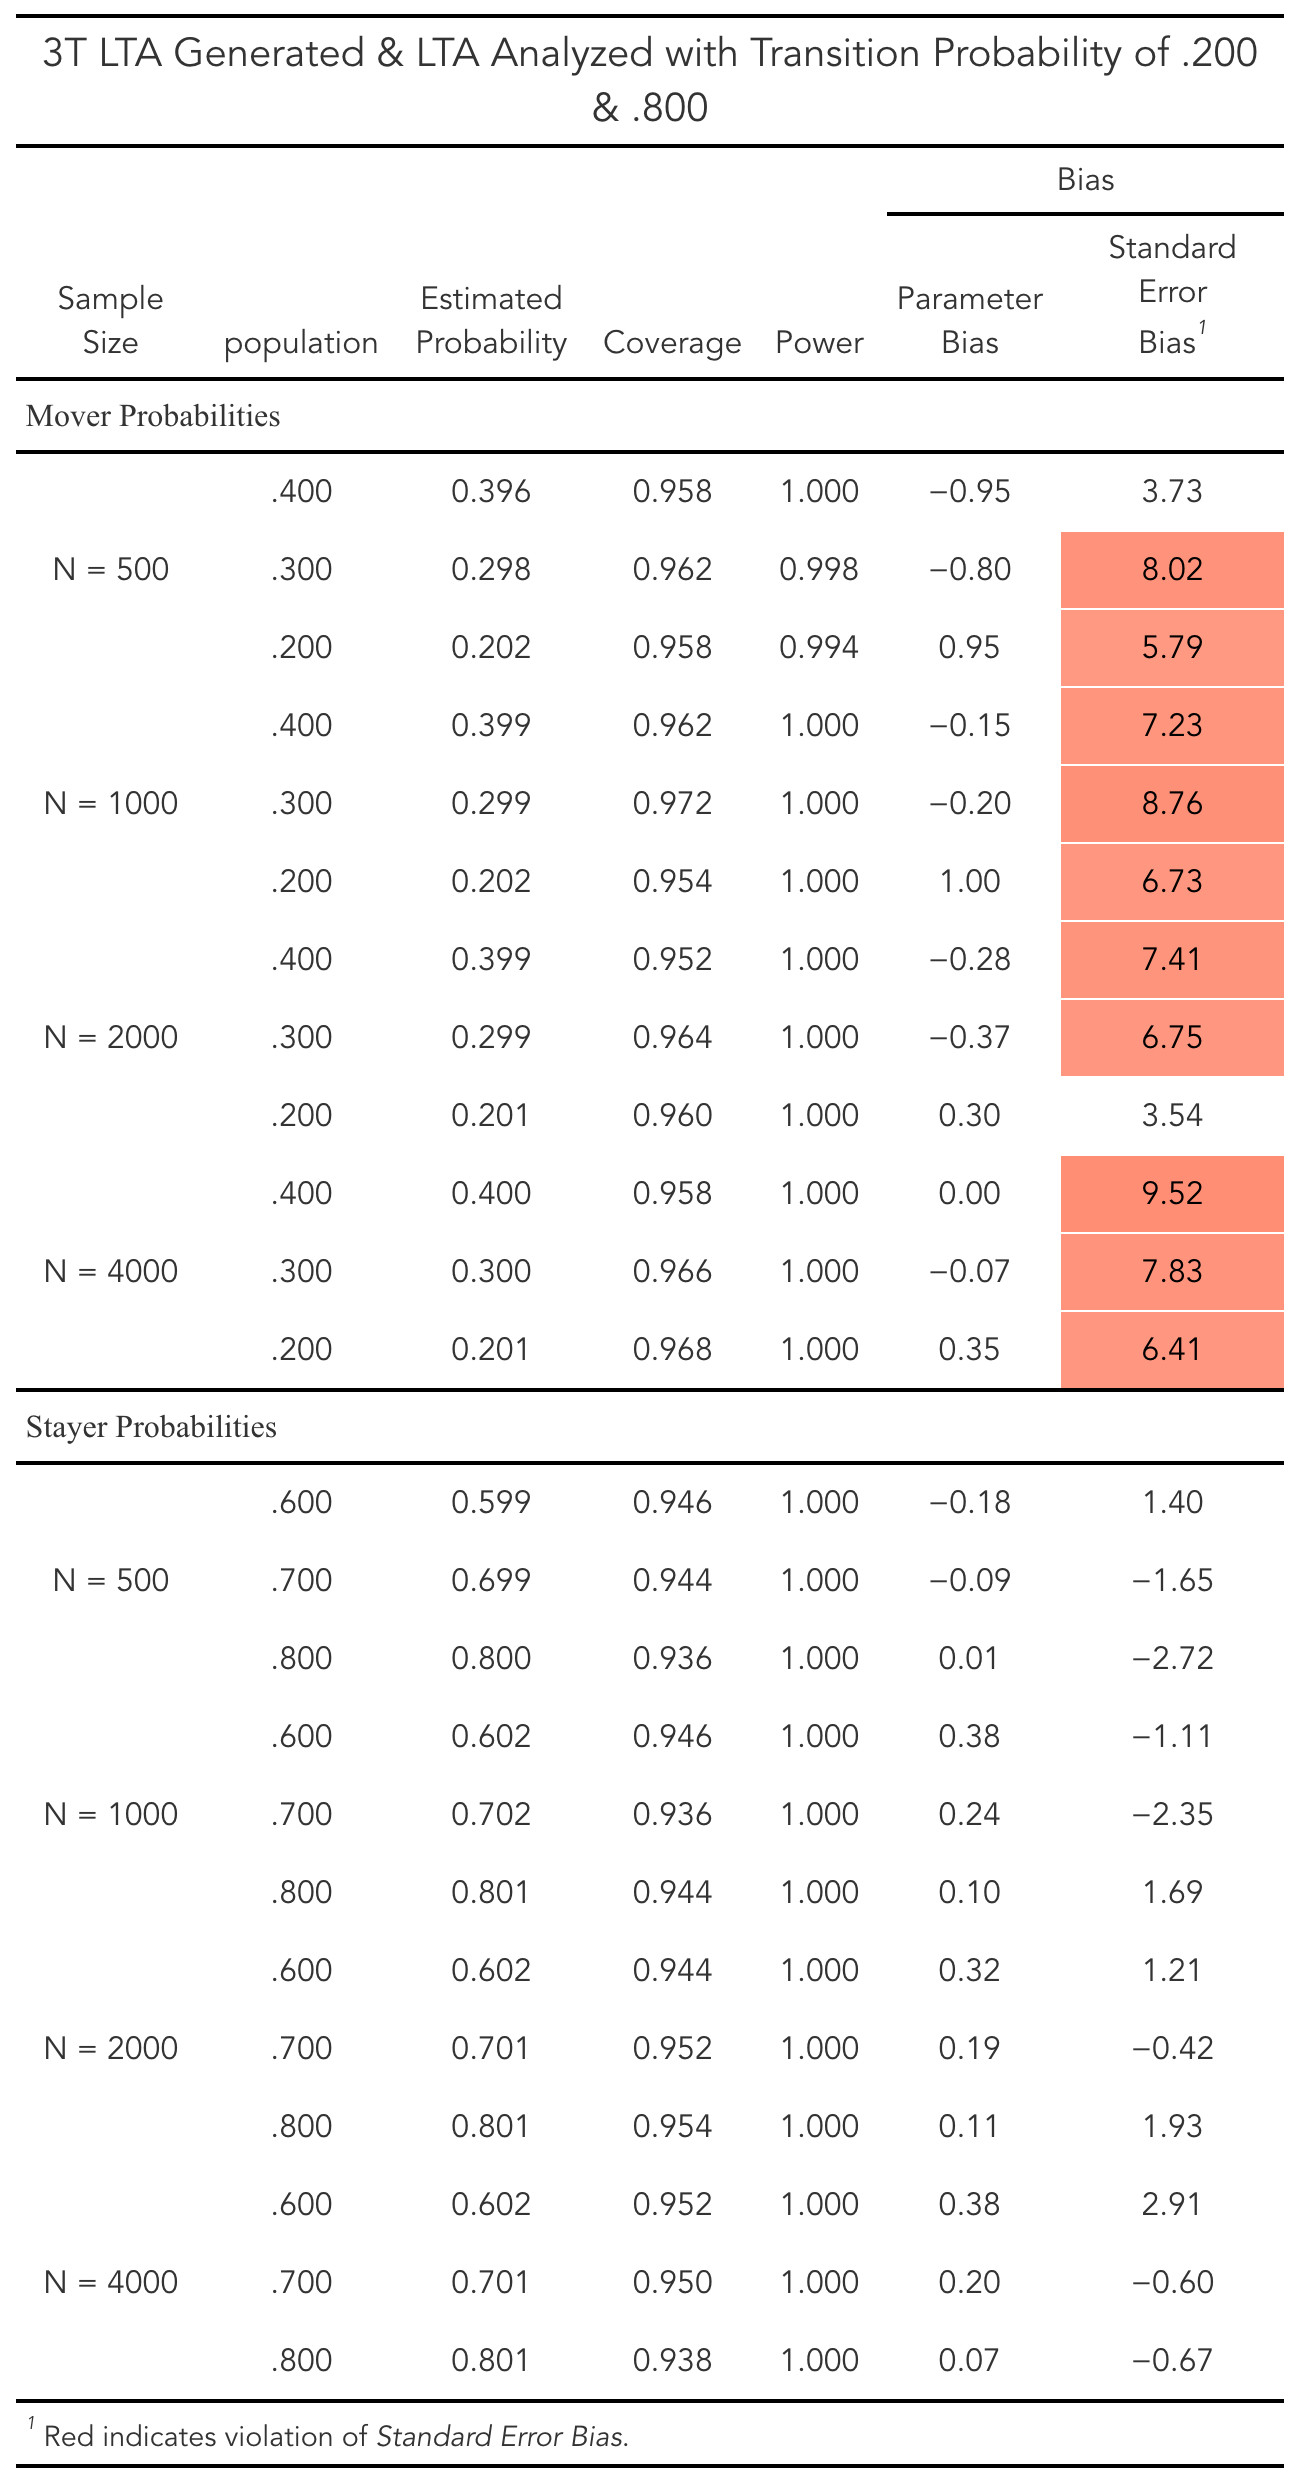 3T LTA Generated & LTA Analyzed with Transition Probability of .200
& .800
Bias
Sample Size population Estimated Probability Coverage Power Parameter Bias Standard Error Bias1
Mover Probabilities
.400 0.396 0.958 1.000 −0.95 3.73
N = 500 .300 0.298 0.962 0.998 −0.80 8.02
.200 0.202 0.958 0.994 0.95 5.79
.400 0.399 0.962 1.000 −0.15 7.23
N = 1000 .300 0.299 0.972 1.000 −0.20 8.76
.200 0.202 0.954 1.000 1.00 6.73
.400 0.399 0.952 1.000 −0.28 7.41
N = 2000 .300 0.299 0.964 1.000 −0.37 6.75
.200 0.201 0.960 1.000 0.30 3.54
.400 0.400 0.958 1.000 0.00 9.52
N = 4000 .300 0.300 0.966 1.000 −0.07 7.83
.200 0.201 0.968 1.000 0.35 6.41
Stayer Probabilities
.600 0.599 0.946 1.000 −0.18 1.40
N = 500 .700 0.699 0.944 1.000 −0.09 −1.65
.800 0.800 0.936 1.000 0.01 −2.72
.600 0.602 0.946 1.000 0.38 −1.11
N = 1000 .700 0.702 0.936 1.000 0.24 −2.35
.800 0.801 0.944 1.000 0.10 1.69
.600 0.602 0.944 1.000 0.32 1.21
N = 2000 .700 0.701 0.952 1.000 0.19 −0.42
.800 0.801 0.954 1.000 0.11 1.93
.600 0.602 0.952 1.000 0.38 2.91
N = 4000 .700 0.701 0.950 1.000 0.20 −0.60
.800 0.801 0.938 1.000 0.07 −0.67
1 Red indicates violation of Standard Error Bias.